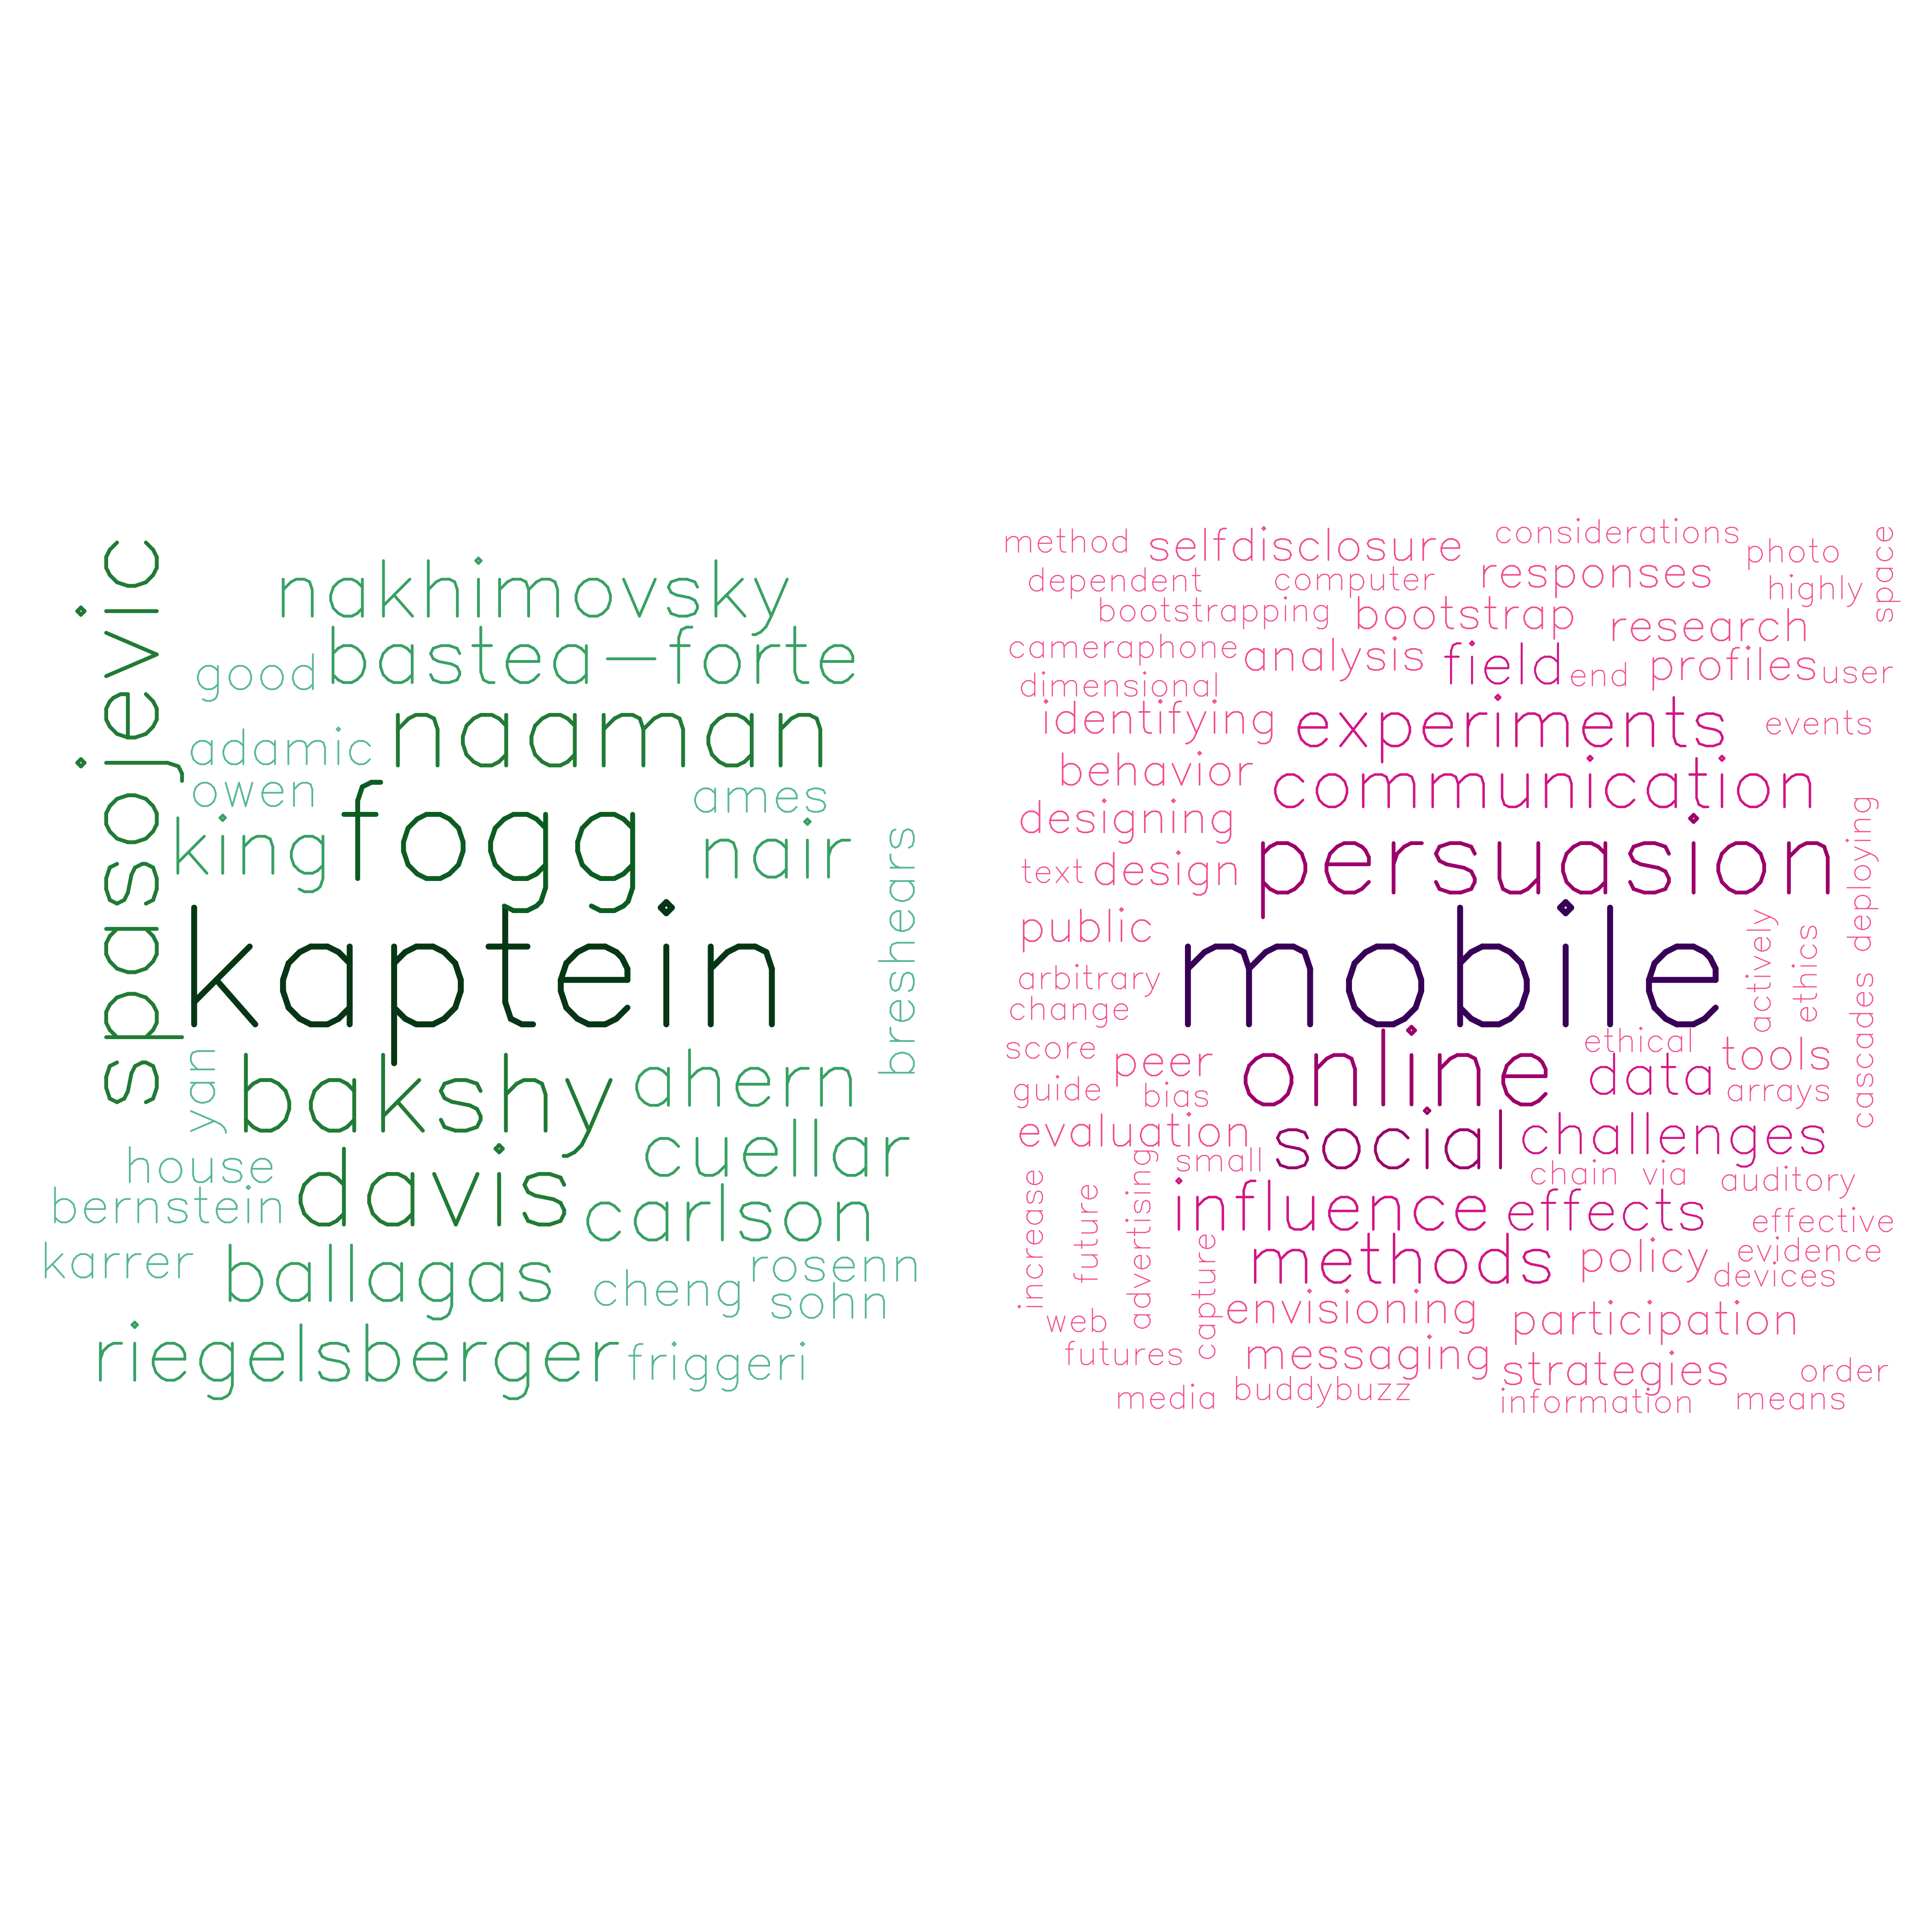 spasojevic
nakhimovsky
good bastea-forte
adamic naaman
owen
king fogg ames
nair
kaptein
breshears
yan bakshy ahern
cuellar
house davis
bernstein carlson
karrer ballagas cheng rosenn
sohn
riegelsberger friggeri
method selfdisclosure considerations photo
space
dependent computer responses highly
bootstrapping bootstrap research
cameraphone analysis field end profiles user
dimensional
identifying experiments events
behavior communication
designing
deploying
text design persuasion
public
arbitrary mobile actively ethics
change
cascades
score peer online ethical tools
guide bias data arrays
evaluation social challenges
small chain via auditory
increase future advertising influence effects effective
capture methods policy evidence
devices
web envisioning participation
futures messaging strategies order
media buddybuzz information means